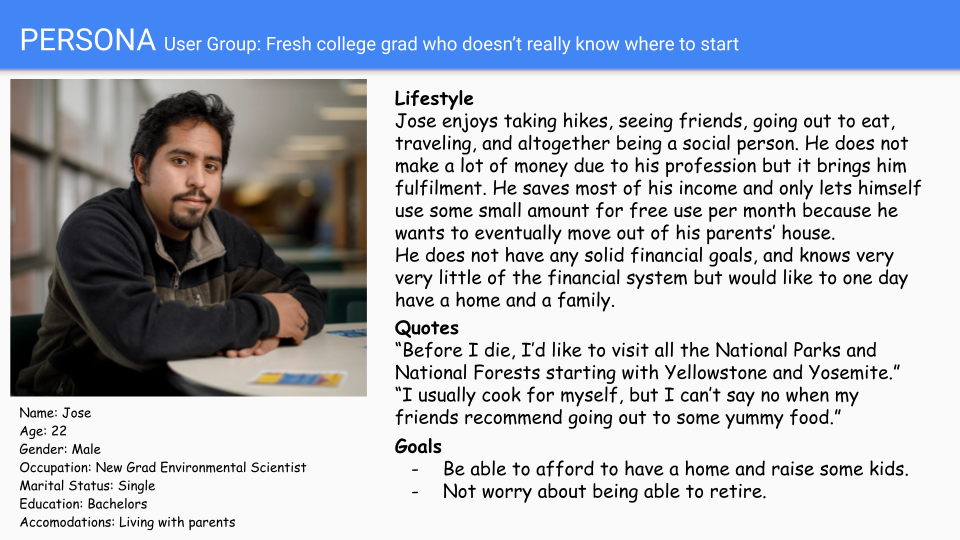 PERSONA User Group: Fresh college grad who doesn’t really know where to start
Lifestyle
Jose enjoys taking hikes, seeing friends, going out to eat,
traveling, and altogether being a social person. He does not
make a lot of money due to his profession but it brings him
fulfilment. He saves most of his income and only lets himself
use some small amount for free use per month because he
wants to eventually move out of his parents’ house.
He does not have any solid financial goals, and knows very
very little of the financial system but would like to one day
have a home and a family.
Quotes
“Before I die, I’d like to visit all the National Parks and
National Forests starting with Yellowstone and Yosemite.”
“I usually cook for myself, but I can’t say no when my
friends recommend going out to some yummy food.”
Goals
- Be able to afford to have a home and raise some kids.
- Not worry about being able to retire.
Name: Jose
Age: 22
Gender: Male
Occupation: New Grad Environmental Scientist
Marital Status: Single
Education: Bachelors
Accomodations: Living with parents